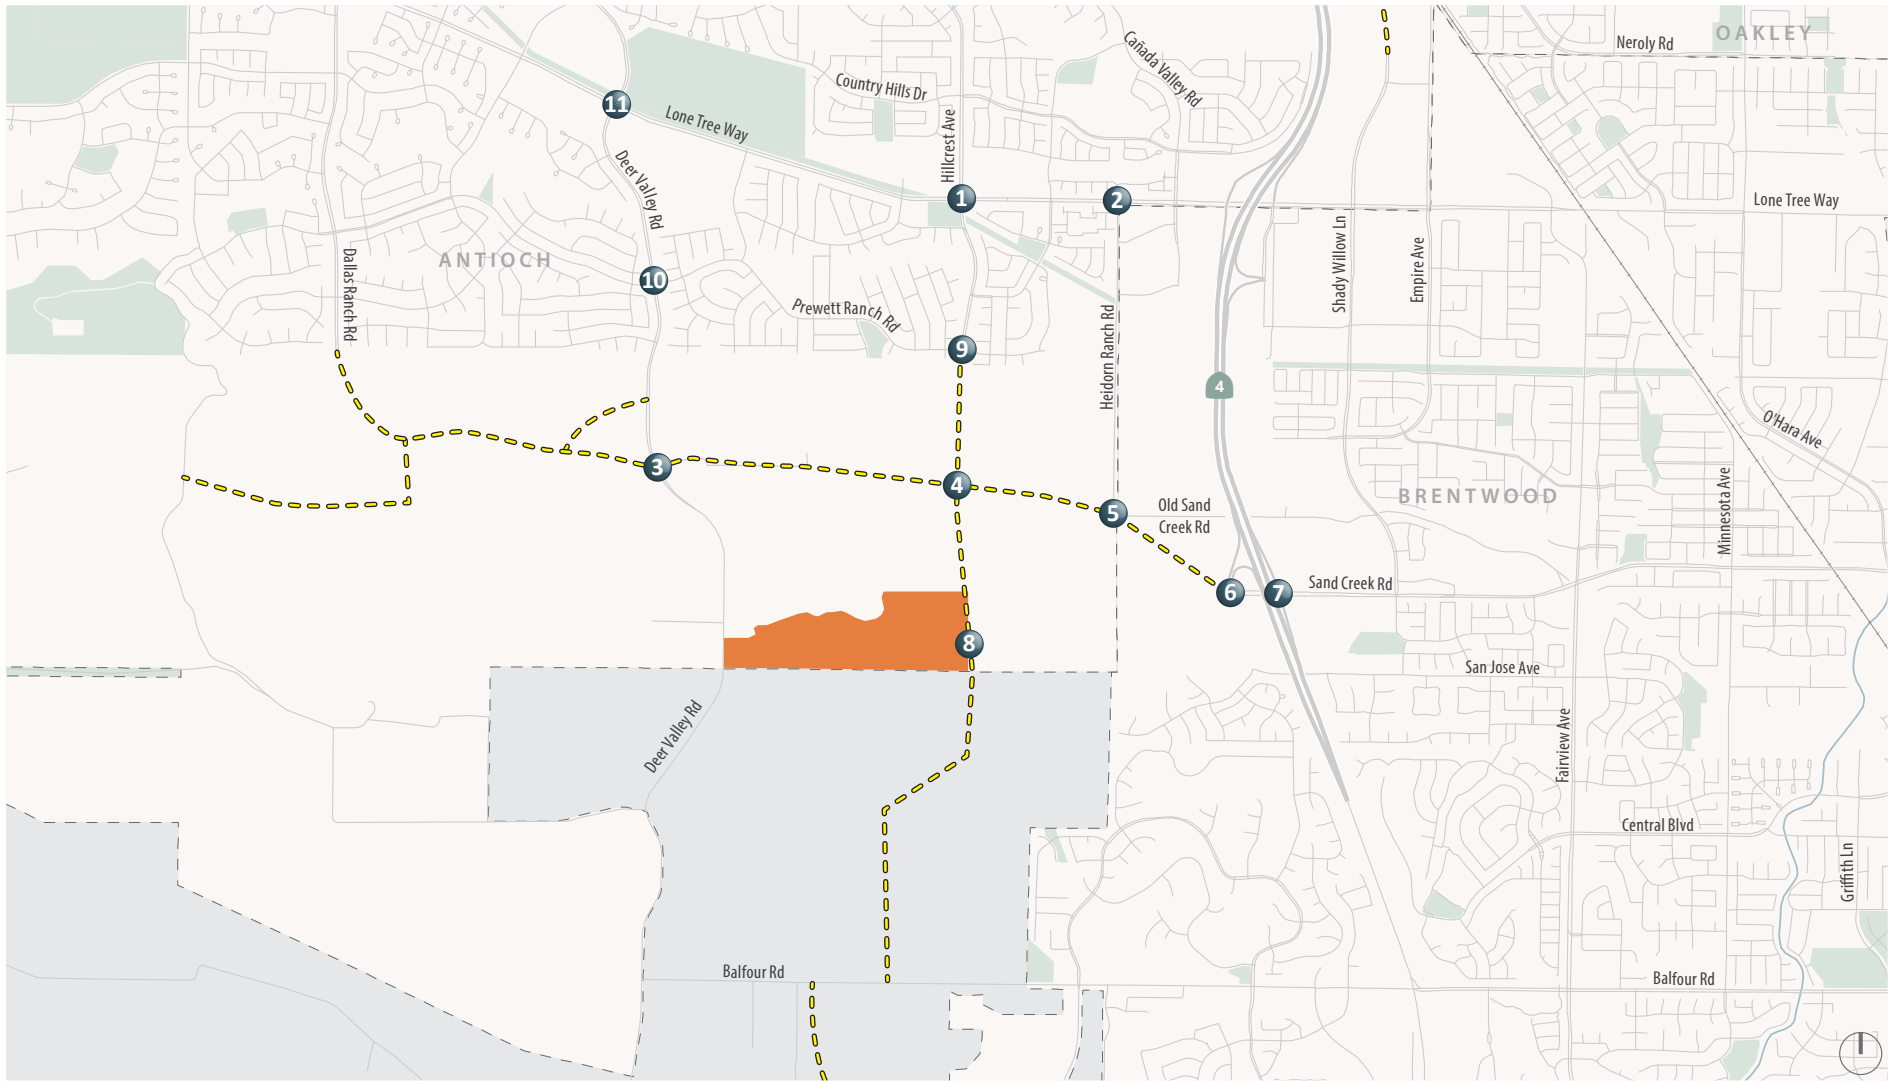 OAKLEY
Neroly Rd
Cañada Valley Rd
Country Hills Dr
11
Lone Tree Way
Hillcrest Ave
Deer Valley Rd
1
2
Lone Tree Way
ANTIOCH
Dallas Ranch Rd
10
Shady Willow Ln
Empire Ave
Prewett Ranch Rd
Heidorn Ranch Rd
9
4
O'Hara Ave
3
4
5
Old Sand
Creek Rd
BRENTWOOD
Minnesota Ave
6
7
Sand Creek Rd
8
San Jose Ave
Deer Valley Rd
Fairview Ave
Central Blvd
Griffith Ln
Balfour Rd
Balfour Rd